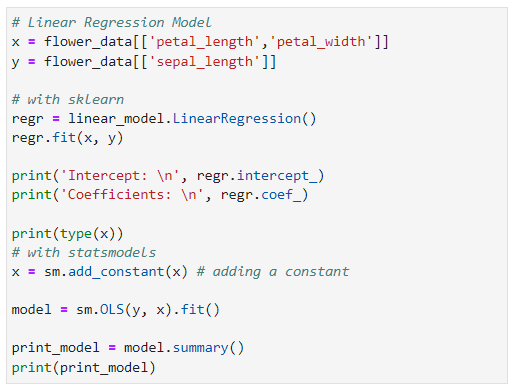 # Linear Regression Model
x = flower_data[['petal_length','petal_width']]
y = flower_data[['sepal_length']]
# with sklearn
regr = linear_model.LinearRegression()
regr.fit(x, y)
print('Intercept: \n', regr.intercept_)
print('Coefficients: \n', regr.coef_)
print(type(x))
# with statsmodels
x = sm.add_constant(x) # adding a constant
model = sm.OLS(y, x).fit()
print_model = model.summary()
print(print_model)